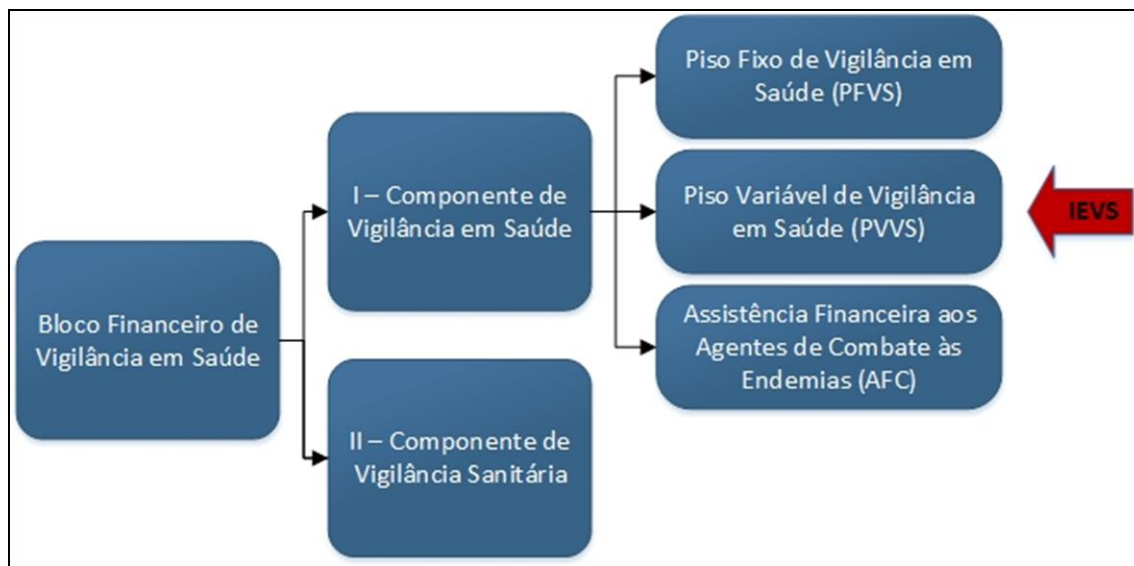 Bloco Financeiro de
Vigilância em Saúde
I – Componente de
Vigilância em Saúde
II – Componente de
Vigilância Sanitária
Piso Fixo de Vigilância em
Saúde (PFVS)
Piso Variável de Vigilância
em Saúde (PVVS)
IEVS
Assistência Financeira aos
Agentes de Combate às
Endemias (AFC)